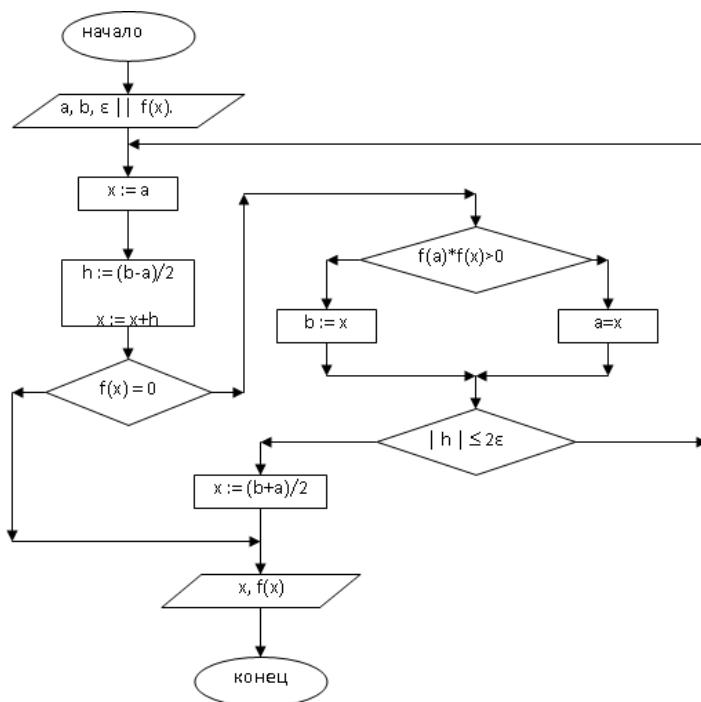 начало
a, b, ε || f(x).
x := a
h := (b-a)/2
x := x+h
f(x) = 0
f(a)*f(x)>0
b := x
a=x
| h | ≤ 2ε
x := (b+a)/2
x, f(x)
конец